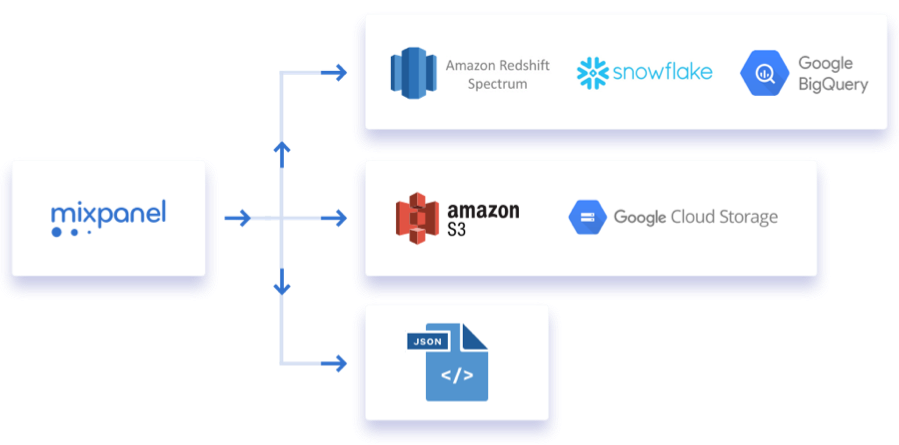 Amazon Redshift
Spectrum
snowflake
Google
BigQuery
mixpanel
amazon
S3
Google Cloud Storage
JSON
</>